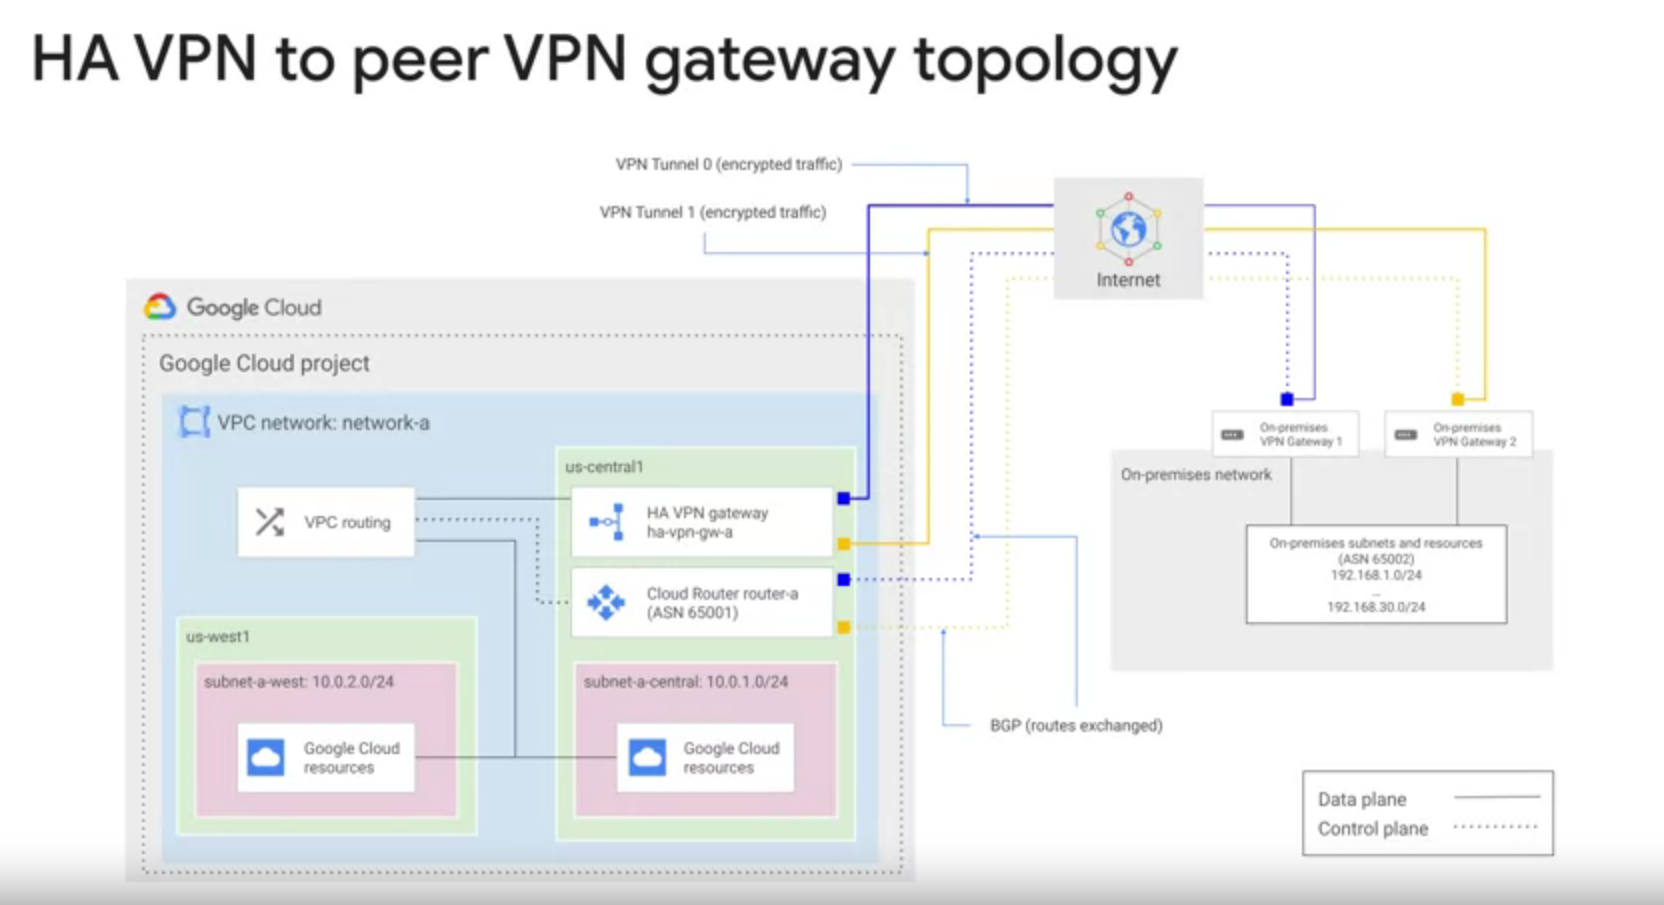 HA VPN to peer VPN gateway topology
VPN Tunnel 0 (encrypted traffic)
VPN Tunnel 1 (encrypted traffic)
Internet
Google Cloud
Google Cloud project
VPC network: network-a
us-central1
VPC routing
HA VPN gateway
ha-vpn-gw-a
Cloud Router router-a
(ASN 65001)
us-west1
subnet-a-west: 10.0.2.0/24
Google Cloud
resources
subnet-a-central: 10.0.1.0/24
Google Cloud
resources
On-premises
VPN Gateway 1
On-premises
VPN Gateway 2
On-premises network
On-premises subnets and resources
(ASN 65002)
192.168.1.0/24
...
192.168.30.0/24
BGP (routes exchanged)
Data plane
Control plane